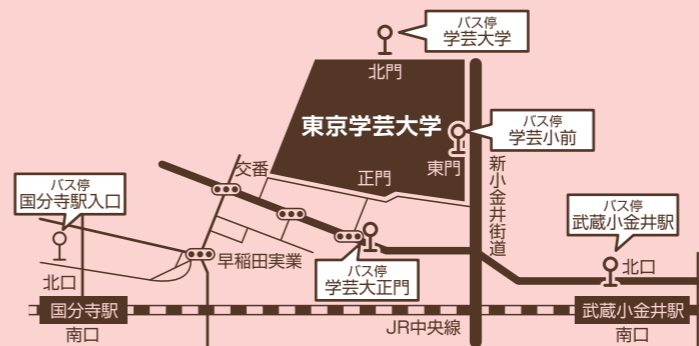 バス停
学芸大学
北門
東京学芸大学
バス停
学芸小前
東門
正門
交番
新小金井街道
バス停
国分寺駅入口
バス停
武蔵小金井駅
早稲田実業
バス停
学芸大正門
北口
北口
国分寺駅
武蔵小金井駅
南口
JR中央線
南口